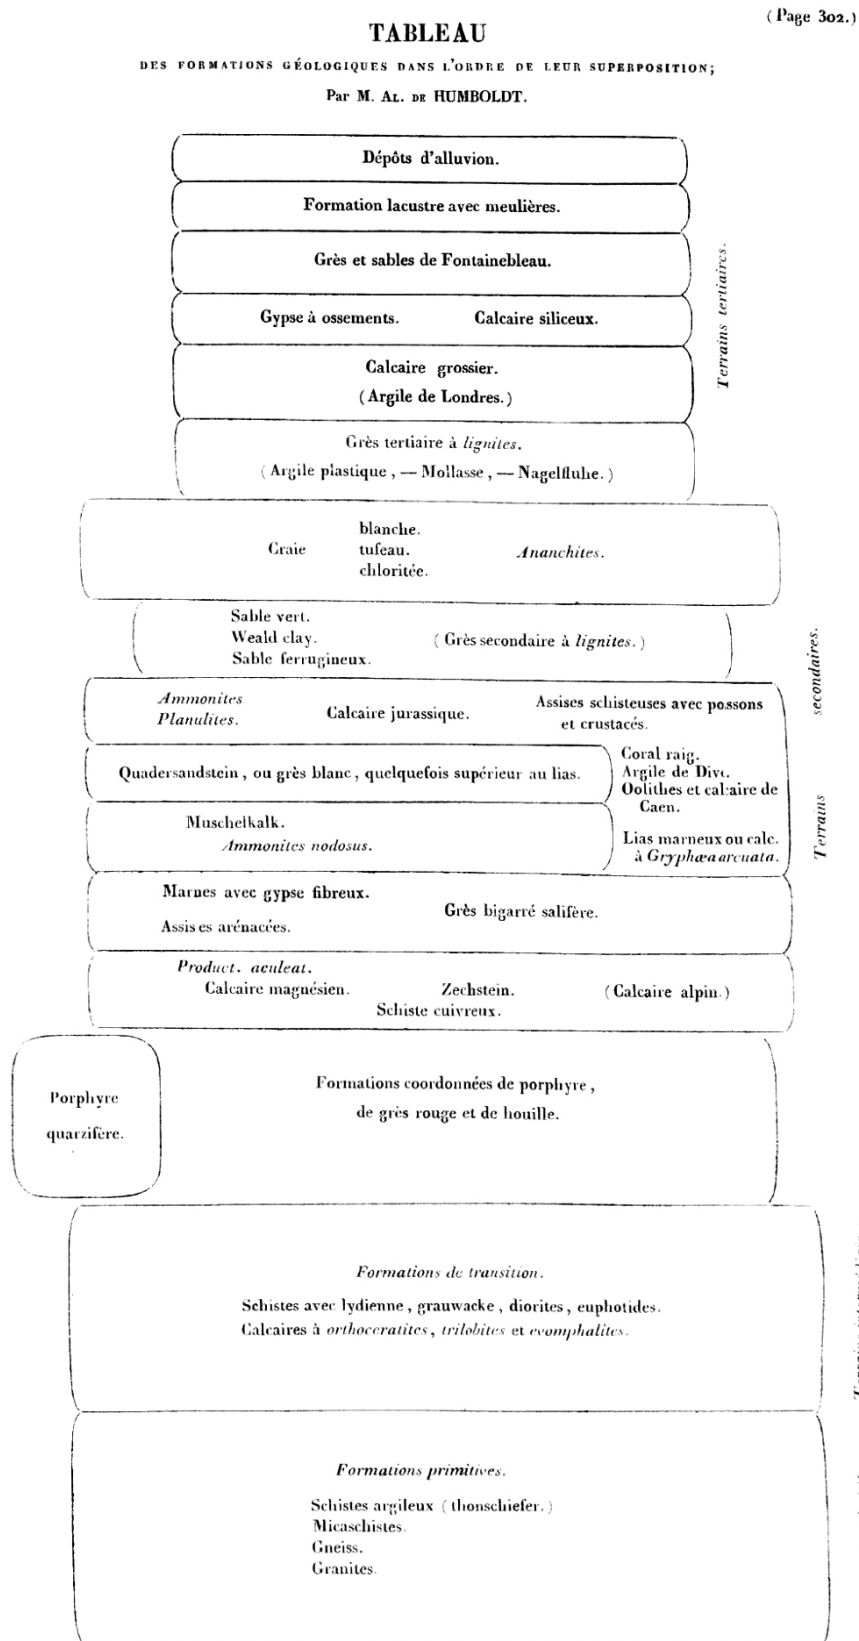 (Page 302.)
TABLEAU
DES FORMATIONS GÉOLOGIQUES DANS L'ORDRE DE LEUR SUPERPOSITION;
Par M. AL. DE HUMBOLDT.
Dépôts d'alluvion.
Formation lacustre avec meulières.
Grès et sables de Fontainebleau.
Gypse à ossements. Calcaire siliceux.
Calcaire grossier.
(Argile de Londres.)
Grès tertiaire à lignites.
(Argile plastique, — Mollasse, — Nagelfluhe.)
Terrains tertiaires.
Craie
blanche.
tufeau.
chloritée.
Ananchites.
Sable vert.
Weald clay.
Sable ferrugineux.
(Grès secondaire à lignites.)
Ammonites
Planulites.
Calcaire jurassique.
Assises schisteuses avec possons
et crustacés.
Quadersandstein, ou grès blanc, quelquefois supérieur au lias.
Coral raig.
Argile de Dive.
Oolithes et calcaire de
Caen.
Muschelkalk.
Ammonites nodosus.
Lias marneux ou calc.
à Gryphæa arcuata.
Terrains secondaires.
Marnes avec gypse fibreux.
Assises arénacées.
Grès bigarré salifère.
Product. aculeat.
Calcaire magnésien. Zechstein. (Calcaire alpin.)
Schiste cuivreux.
Porphyre
quarzifère.
Formations coordonnées de porphyre,
de grès rouge et de houille.
Formations de transition.
Schistes avec lydienne, grauwacke, diorites, euphotides.
Calcaires à orthoceratites, trilobites et evomphalites.
Formations primitives.
Schistes argileux (thonschiefer.)
Micaschistes.
Gneiss.
Granites.